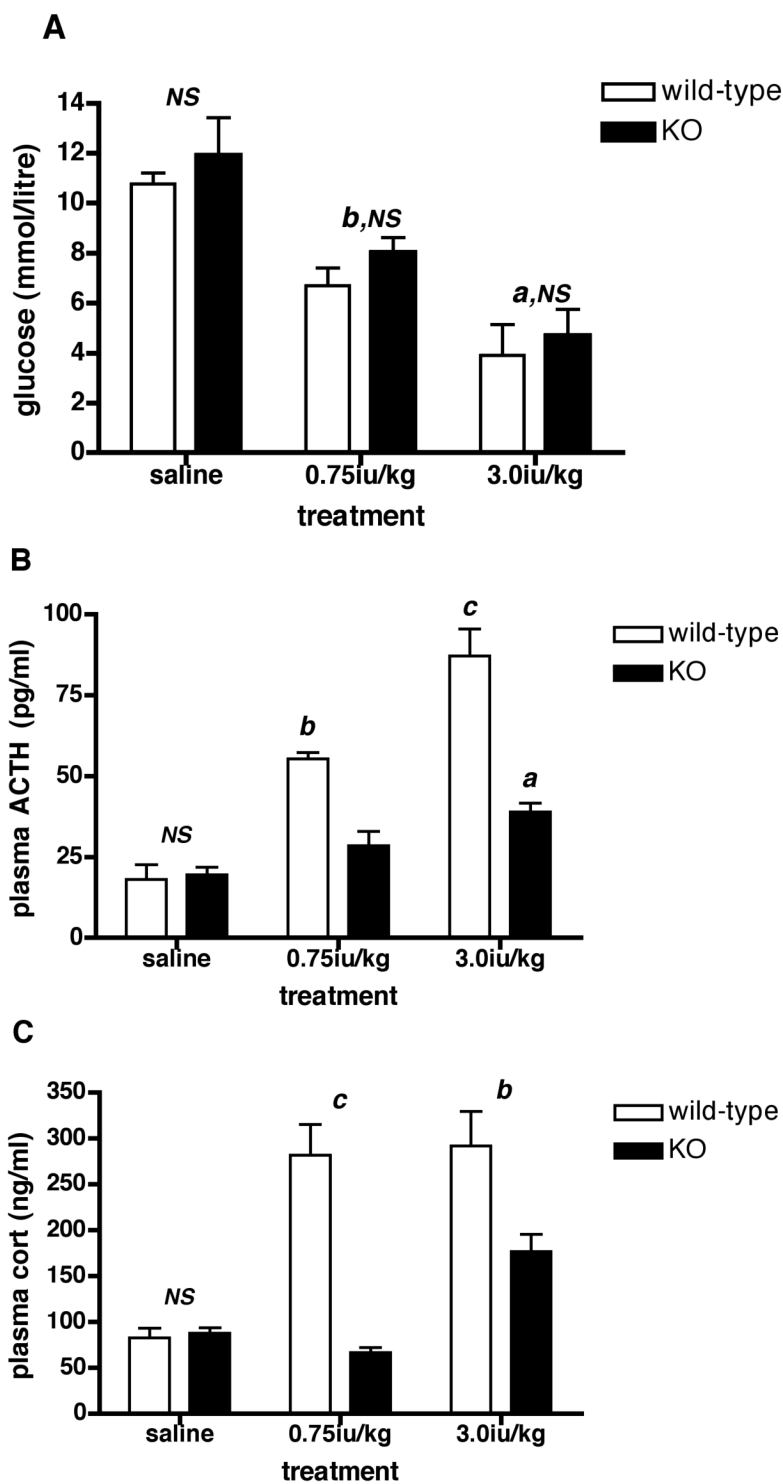 A
NS
wild-type
KO
14
12
10
8
6
4
2
0
glucose (mmol/litre)
b,NS
a,NS
saline 0.75iu/kg 3.0iu/kg
treatment
B
100
75
50
25
0
plasma ACTH (pg/ml)
c
wild-type
KO
b
a
NS
saline 0.75iu/kg 3.0iu/kg
treatment
C
350
300
250
200
150
100
50
0
plasma cort (ng/ml)
c
b
wild-type
KO
NS
saline 0.75iu/kg 3.0iu/kg
treatment